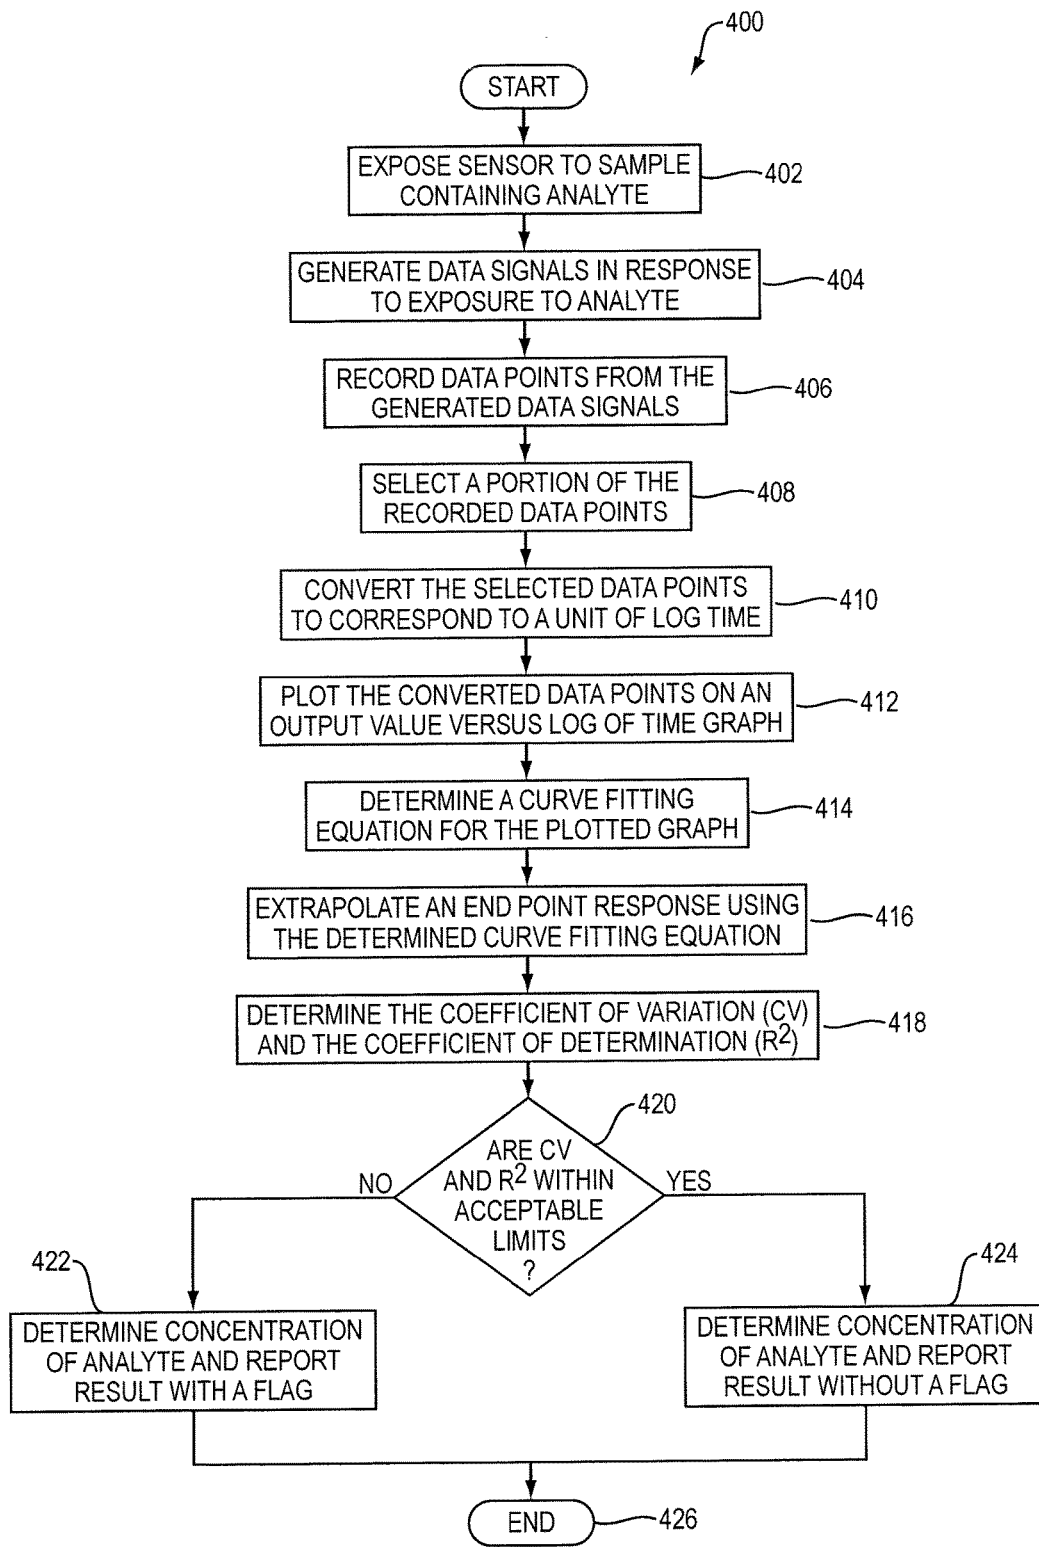 400
START
EXPOSE SENSOR TO SAMPLE
CONTAINING ANALYTE
402
GENERATE DATA SIGNALS IN RESPONSE
TO EXPOSURE TO ANALYTE
404
RECORD DATA POINTS FROM THE
GENERATED DATA SIGNALS
406
SELECT A PORTION OF THE
RECORDED DATA POINTS
408
CONVERT THE SELECTED DATA POINTS
TO CORRESPOND TO A UNIT OF LOG TIME
410
PLOT THE CONVERTED DATA POINTS ON AN
OUTPUT VALUE VERSUS LOG OF TIME GRAPH
412
DETERMINE A CURVE FITTING
EQUATION FOR THE PLOTTED GRAPH
414
EXTRAPOLATE AN END POINT RESPONSE USING
THE DETERMINED CURVE FITTING EQUATION
416
DETERMINE THE COEFFICIENT OF VARIATION (CV)
AND THE COEFFICIENT OF DETERMINATION (R²)
418
420
ARE CV
AND R² WITHIN
ACCEPTABLE
LIMITS
?
NO
YES
422
DETERMINE CONCENTRATION
OF ANALYTE AND REPORT
RESULT WITH A FLAG
424
DETERMINE CONCENTRATION
OF ANALYTE AND REPORT
RESULT WITHOUT A FLAG
END
426